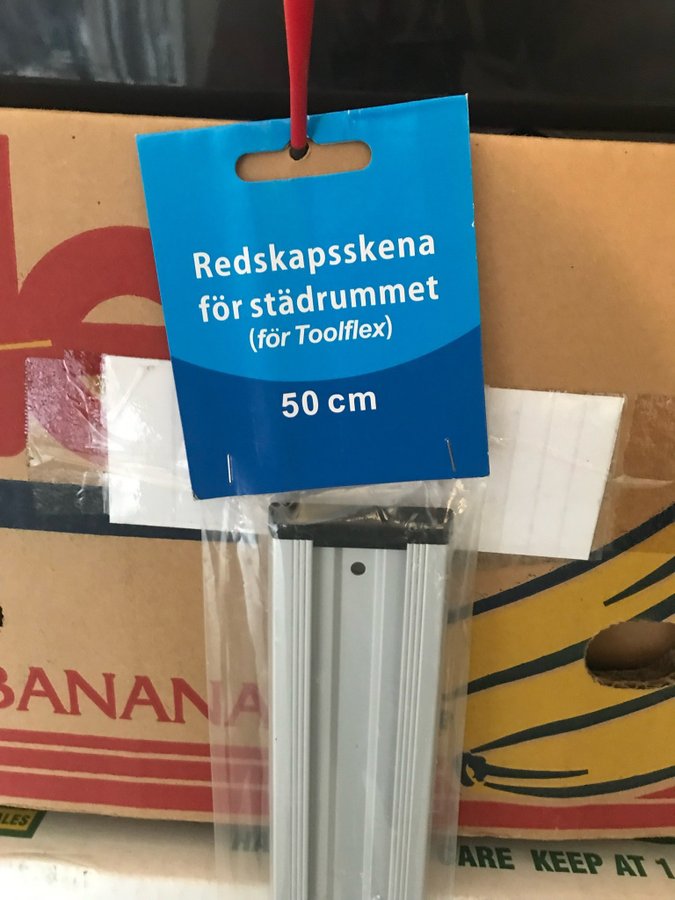 Redskapsskena
för städrummet
(för Toolflex)
50 cm
BANANA
ARE KEEP AT 1